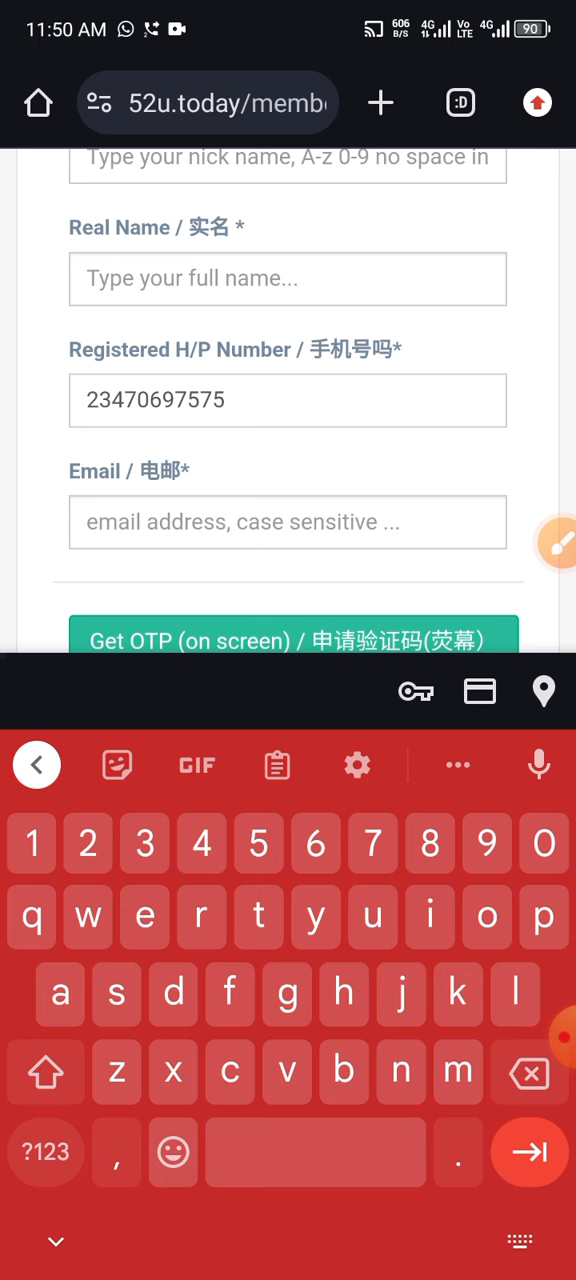 11:50 AM 606 B/S 4G Vo LTE 4G 90
52u.today/memb :D
Type your nick name, A-z 0-9 no space in
Real Name / 实名 *
Type your full name...
Registered H/P Number / 手机号吗*
23470697575
Email / 电邮*
email address, case sensitive ...
Get OTP (on screen) / 申请验证码(荧幕）
GIF
1 2 3 4 5 6 7 8 9 0
q w e r t y u i o p
a s d f g h j k l
z x c v b n m
?123 , .